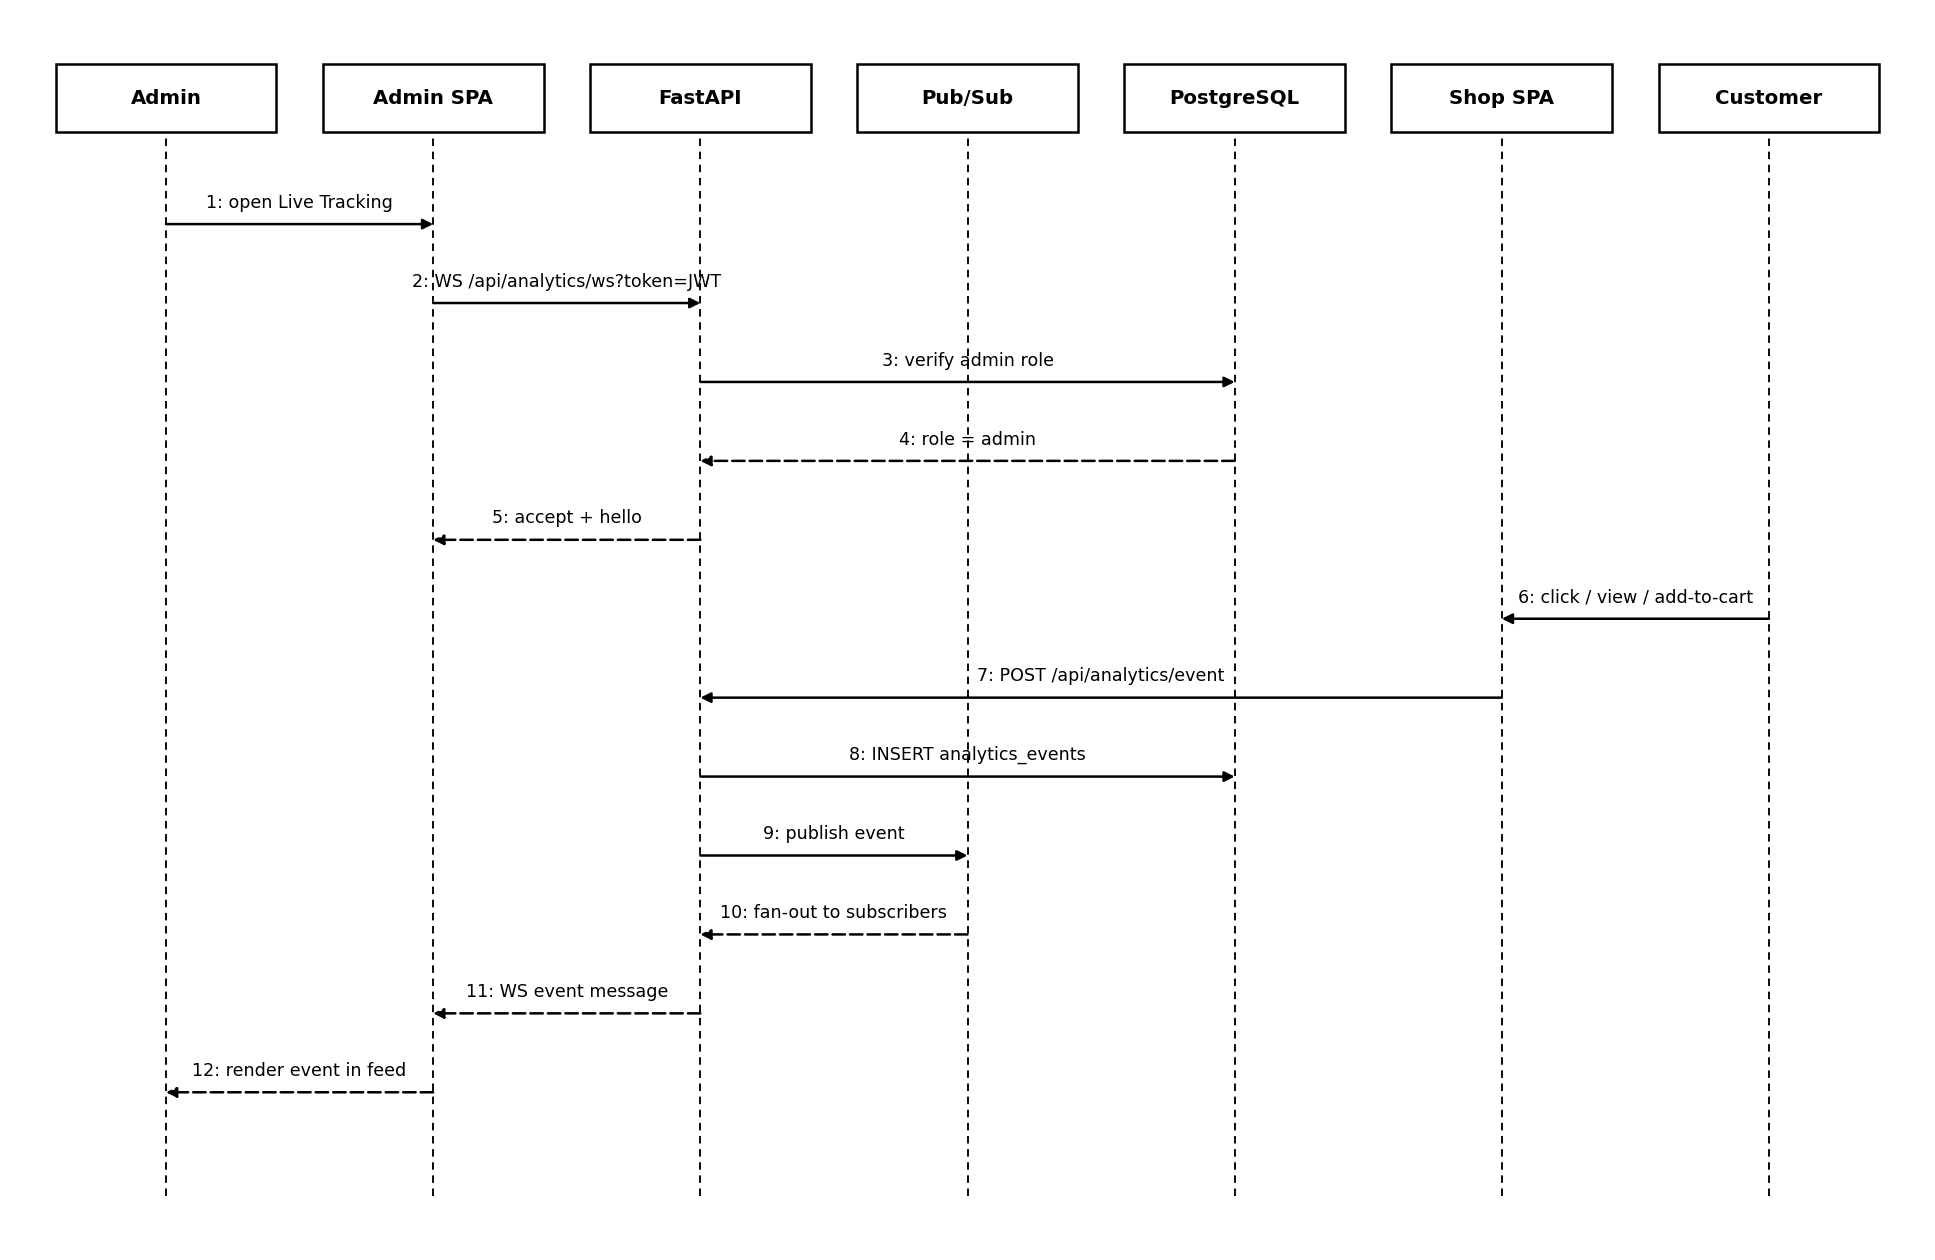 Admin
Admin SPA
FastAPI
Pub/Sub
PostgreSQL
Shop SPA
Customer
1: open Live Tracking
2: WS /api/analytics/ws?token=JWT
3: verify admin role
4: role = admin
5: accept + hello
6: click / view / add-to-cart
7: POST /api/analytics/event
8: INSERT analytics_events
9: publish event
10: fan-out to subscribers
11: WS event message
12: render event in feed